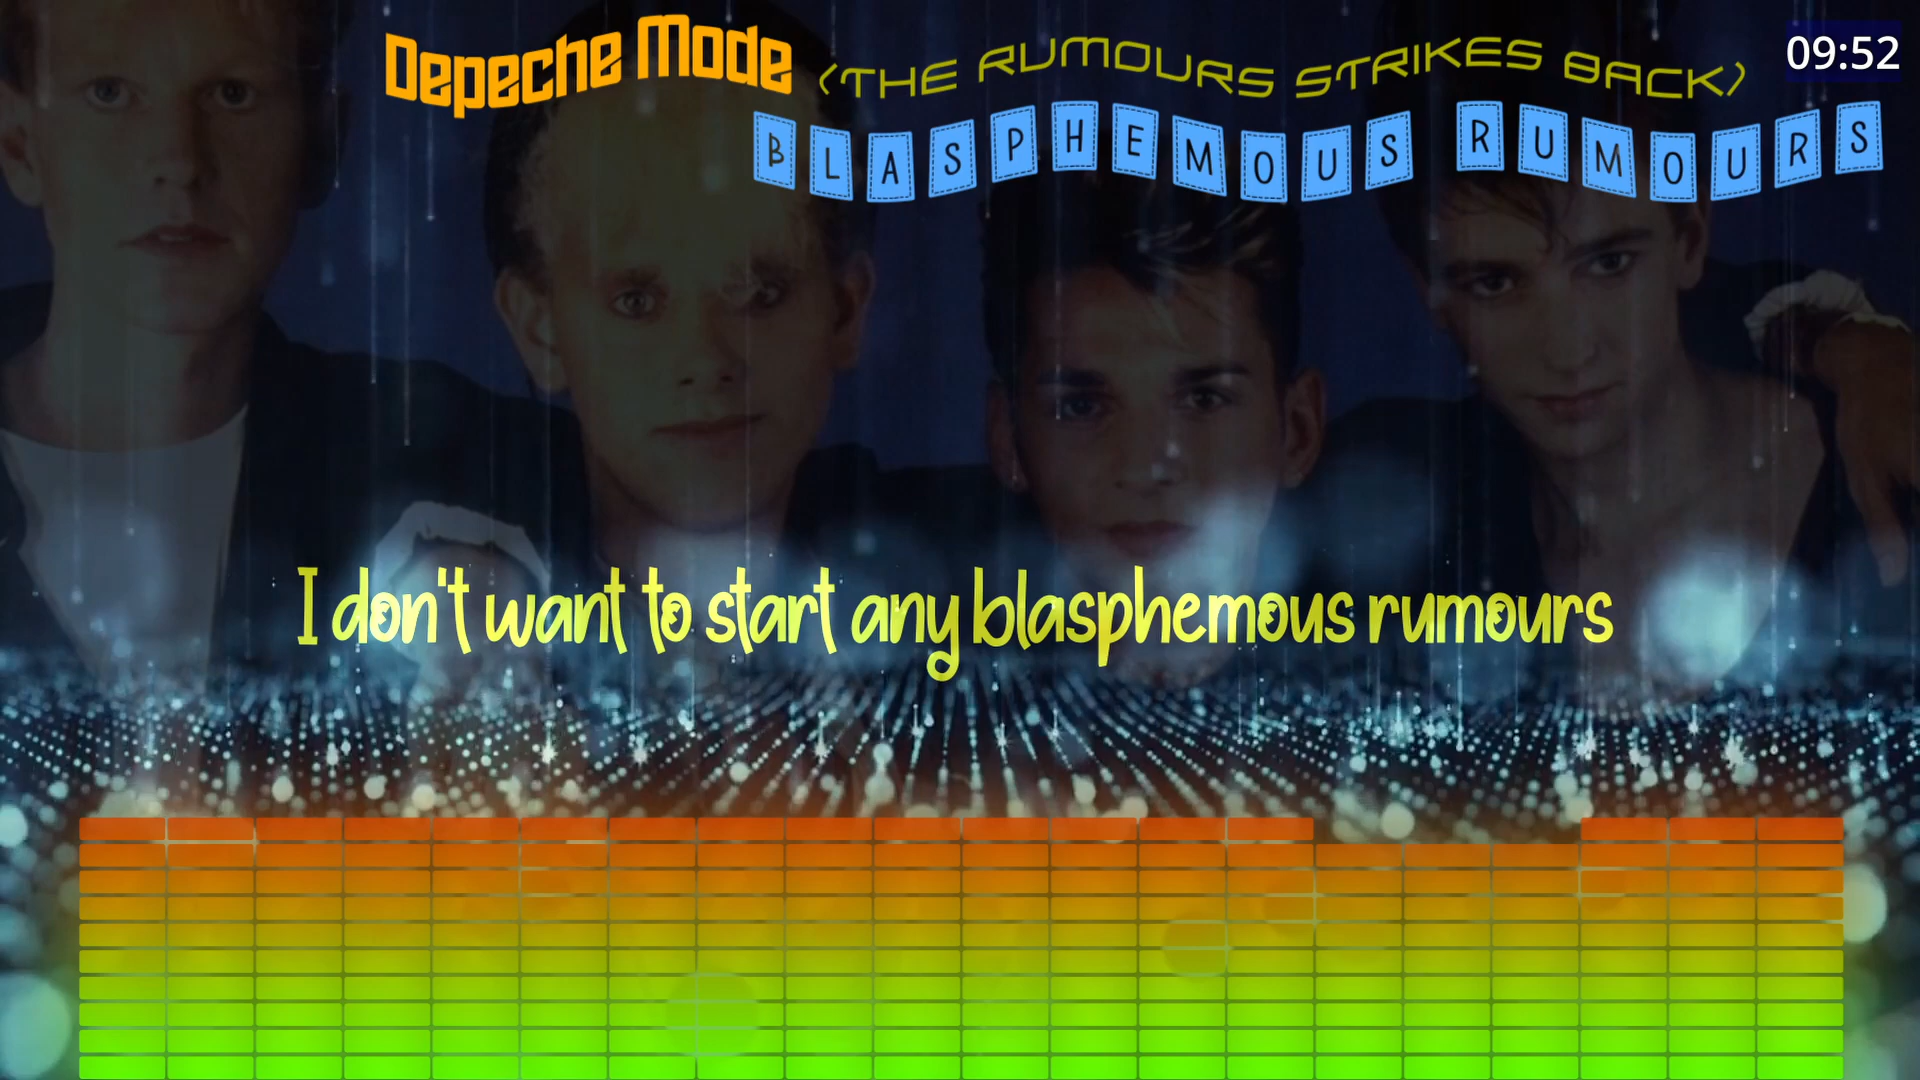 Depeche Mode (THE RUMOURS STRIKES BACK) 09:52
BLASPHEMOUS RUMOURS
I don't want to start any blasphemous rumours